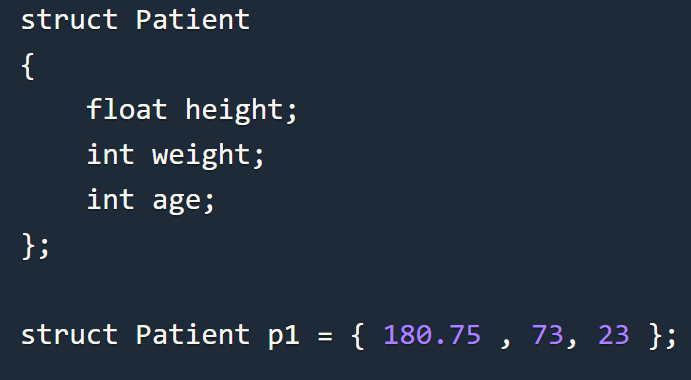 struct Patient
{
    float height;
    int weight;
    int age;
};

struct Patient p1 = { 180.75 , 73, 23 };